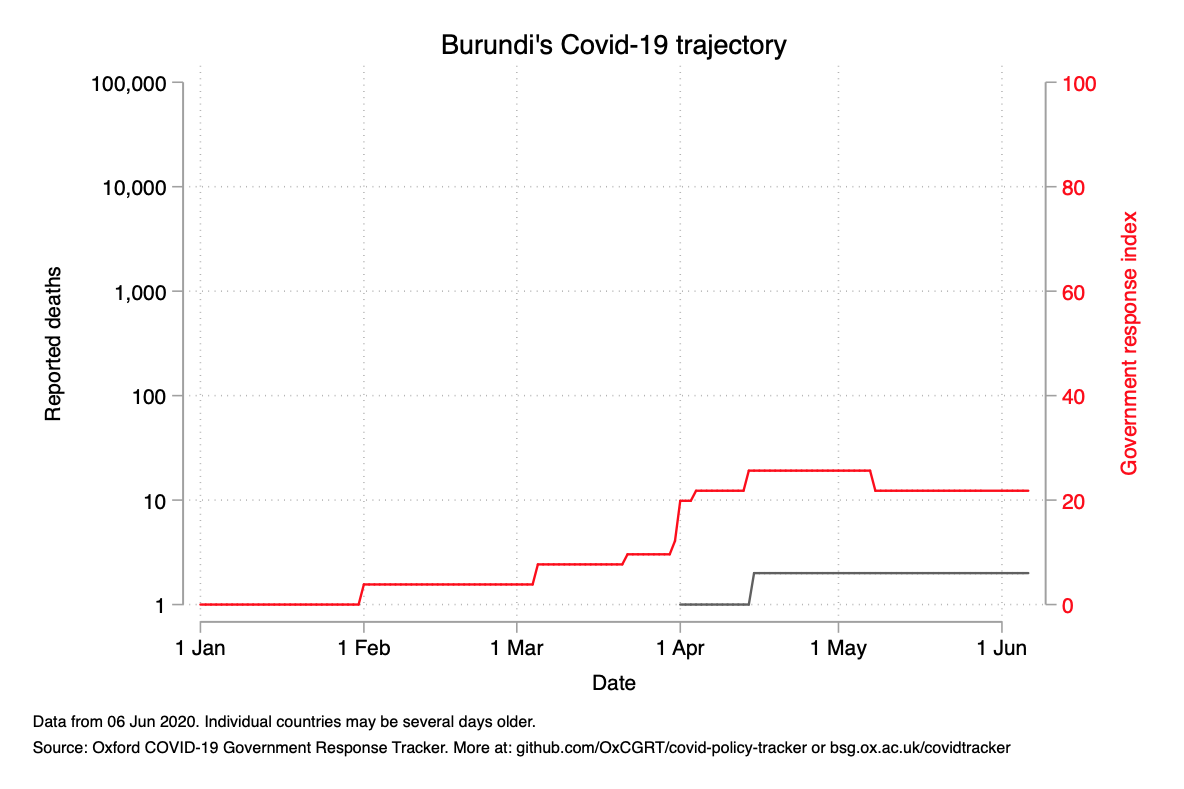 Burundi's Covid-19 trajectory
100,000
10,000
1,000
100
10
1
Reported deaths
100
80
60
40
20
0
Government response index
1 Jan
1 Feb
1 Mar
1 Apr
1 May
1 Jun
Date
Data from 06 Jun 2020. Individual countries may be several days older.
Source: Oxford COVID-19 Government Response Tracker. More at: github.com/OxCGRT/covid-policy-tracker or bsg.ox.ac.uk/covidtracker